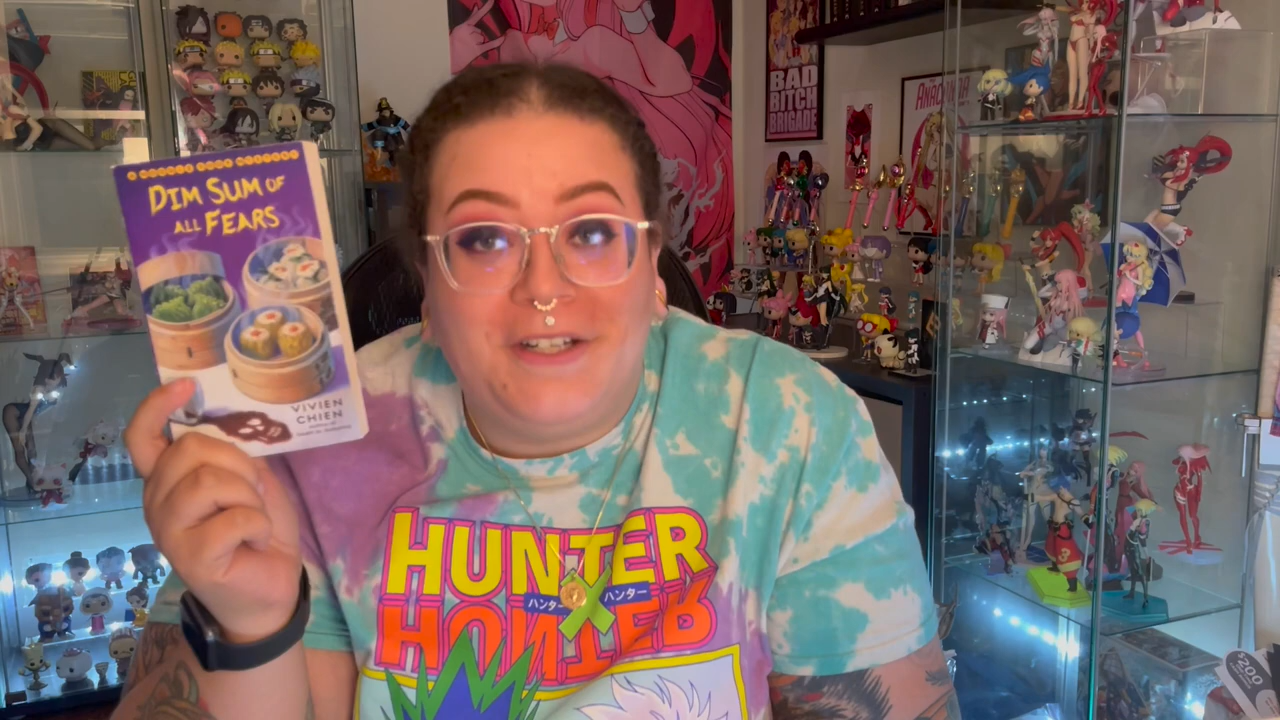 A NOODLE SHOP MYSTERY
DIM SUM OF
ALL FEARS
VIVIEN
CHIEN
BAD
BITCH
BRIGADE
HUNTER
ハンター ハンター
HUNTER
$200